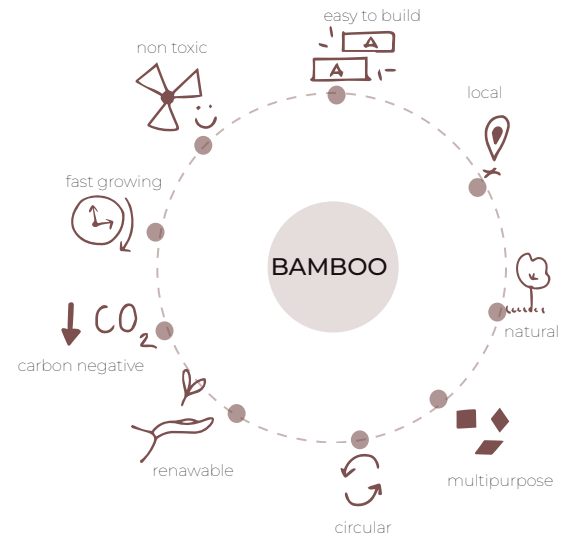 easy to build
A
A
non toxic
local
fast growing
BAMBOO
CO2
natural
carbon negative
renawable
multipurpose
circular